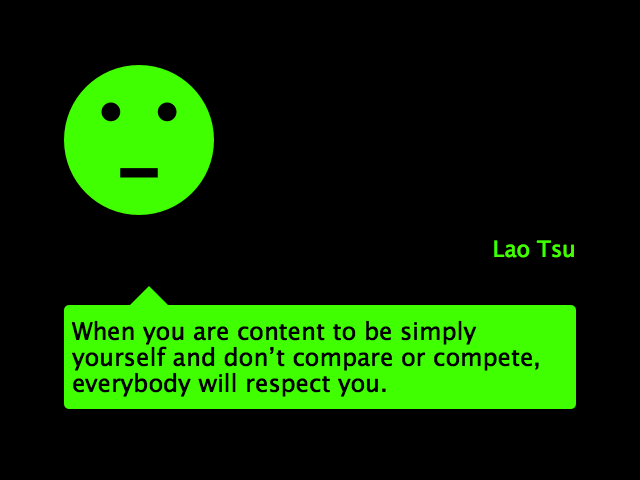 Lao Tsu
When you are content to be simply
yourself and don’t compare or compete,
everybody will respect you.